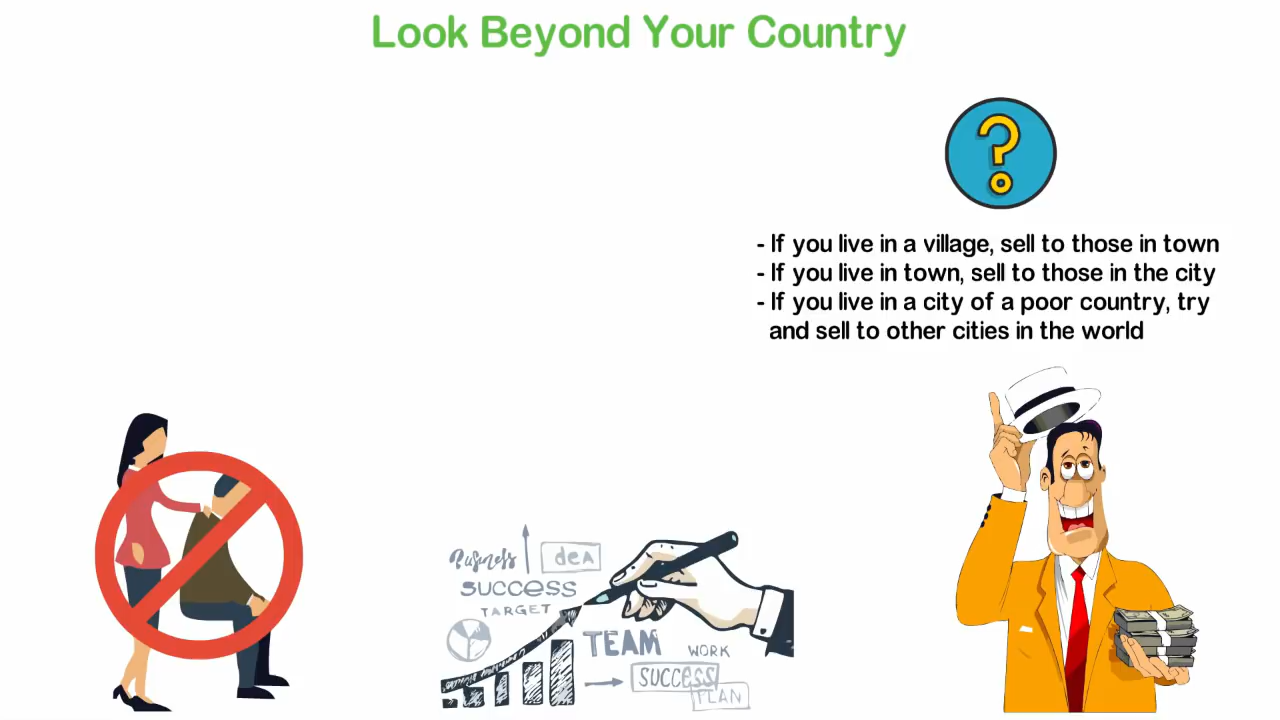 Look Beyond Your Country
- If you live in a village, sell to those in town
- If you live in town, sell to those in the city
- If you live in a city of a poor country, try
and sell to other cities in the world
Business
ideA
SUCCESS
TARGET
TEAM
WORK
SUCCESS
PLAN